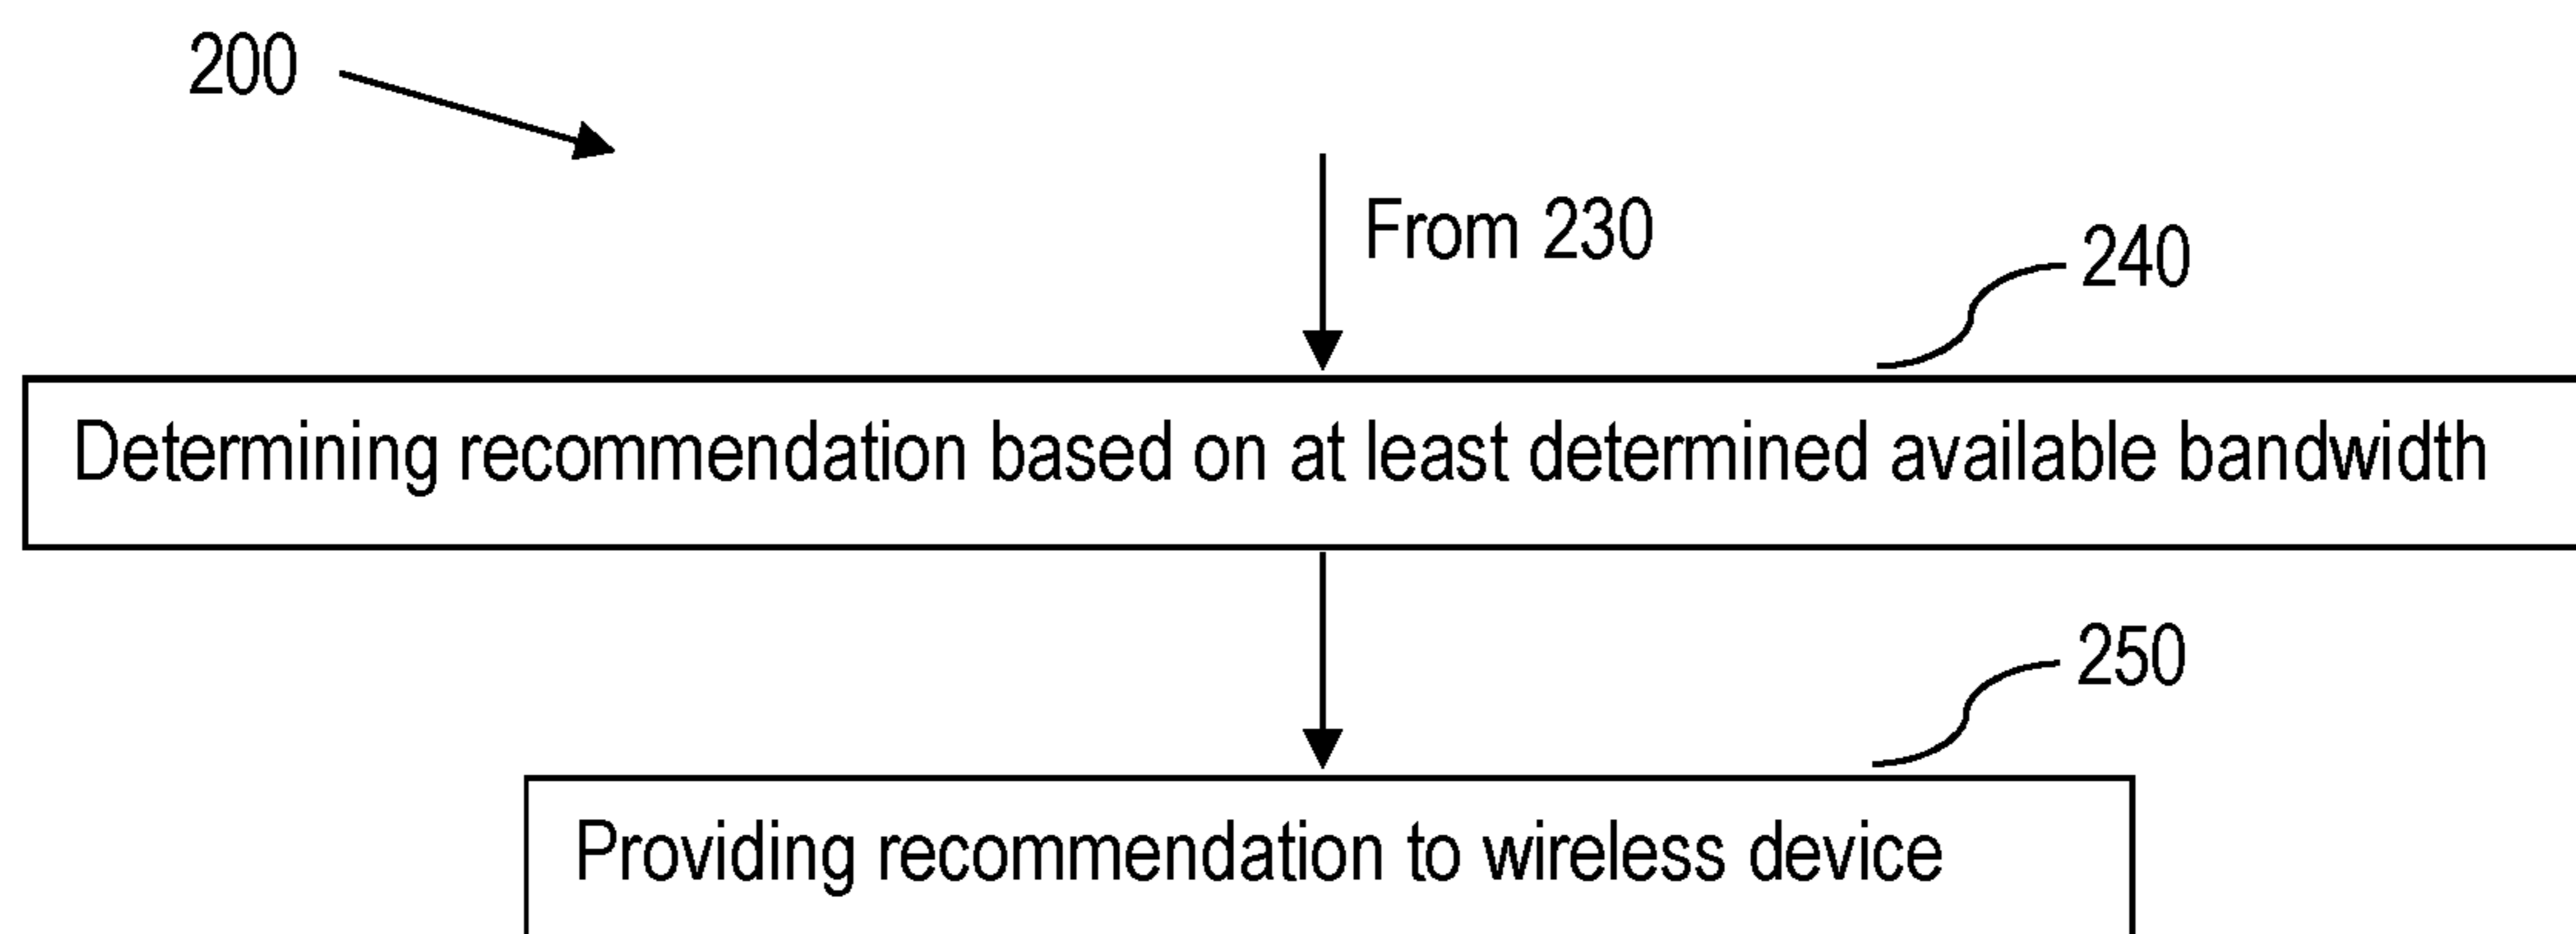 200
From 230
240
Determining recommendation based on at least determined available bandwidth
250
Providing recommendation to wireless device